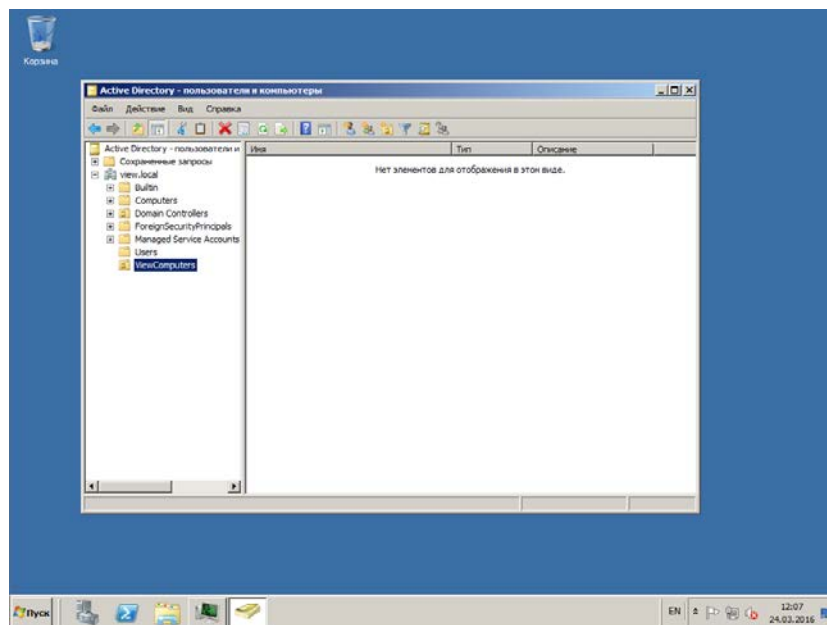 Корзина
Active Directory - пользователи и компьютеры
Файл Действие Вид Справка
Active Directory - пользователи и
Сохраненные запросы
view.local
Builtin
Computers
Domain Controllers
ForeignSecurityPrincipals
Managed Service Accounts
Users
ViewComputers
Имя Тип Описание
Нет элементов для отображения в этом виде.
Пуск
EN
12:07
24.03.2016